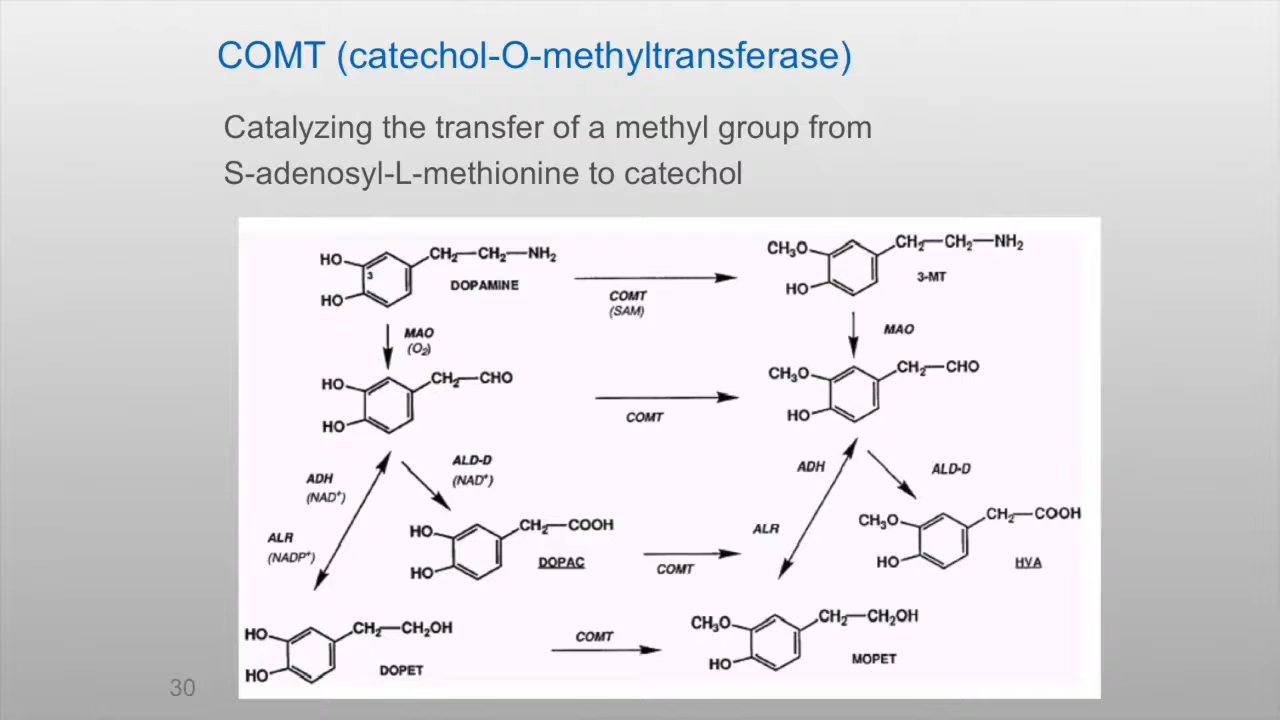 COMT (catechol-O-methyltransferase)
Catalyzing the transfer of a methyl group from
S-adenosyl-L-methionine to catechol
HO CH₂—CH₂—NH₂
3
HO
DOPAMINE
COMT
(SAM)
CH₃O CH₂—CH₂—NH₂
HO
3-MT
MAO
(O₂)
MAO
HO CH₂—CHO
HO
COMT
CH₃O CH₂—CHO
HO
ADH
(NAD⁺)
ALD-D
(NAD⁺)
ALR
(NADP⁺)
ADH
ALD-D
ALR
HO CH₂—COOH
HO
DOPAC
COMT
CH₃O CH₂—COOH
HO
HVA
HO CH₂—CH₂OH
HO
DOPET
COMT
CH₃O CH₂—CH₂OH
HO
MOPET
30